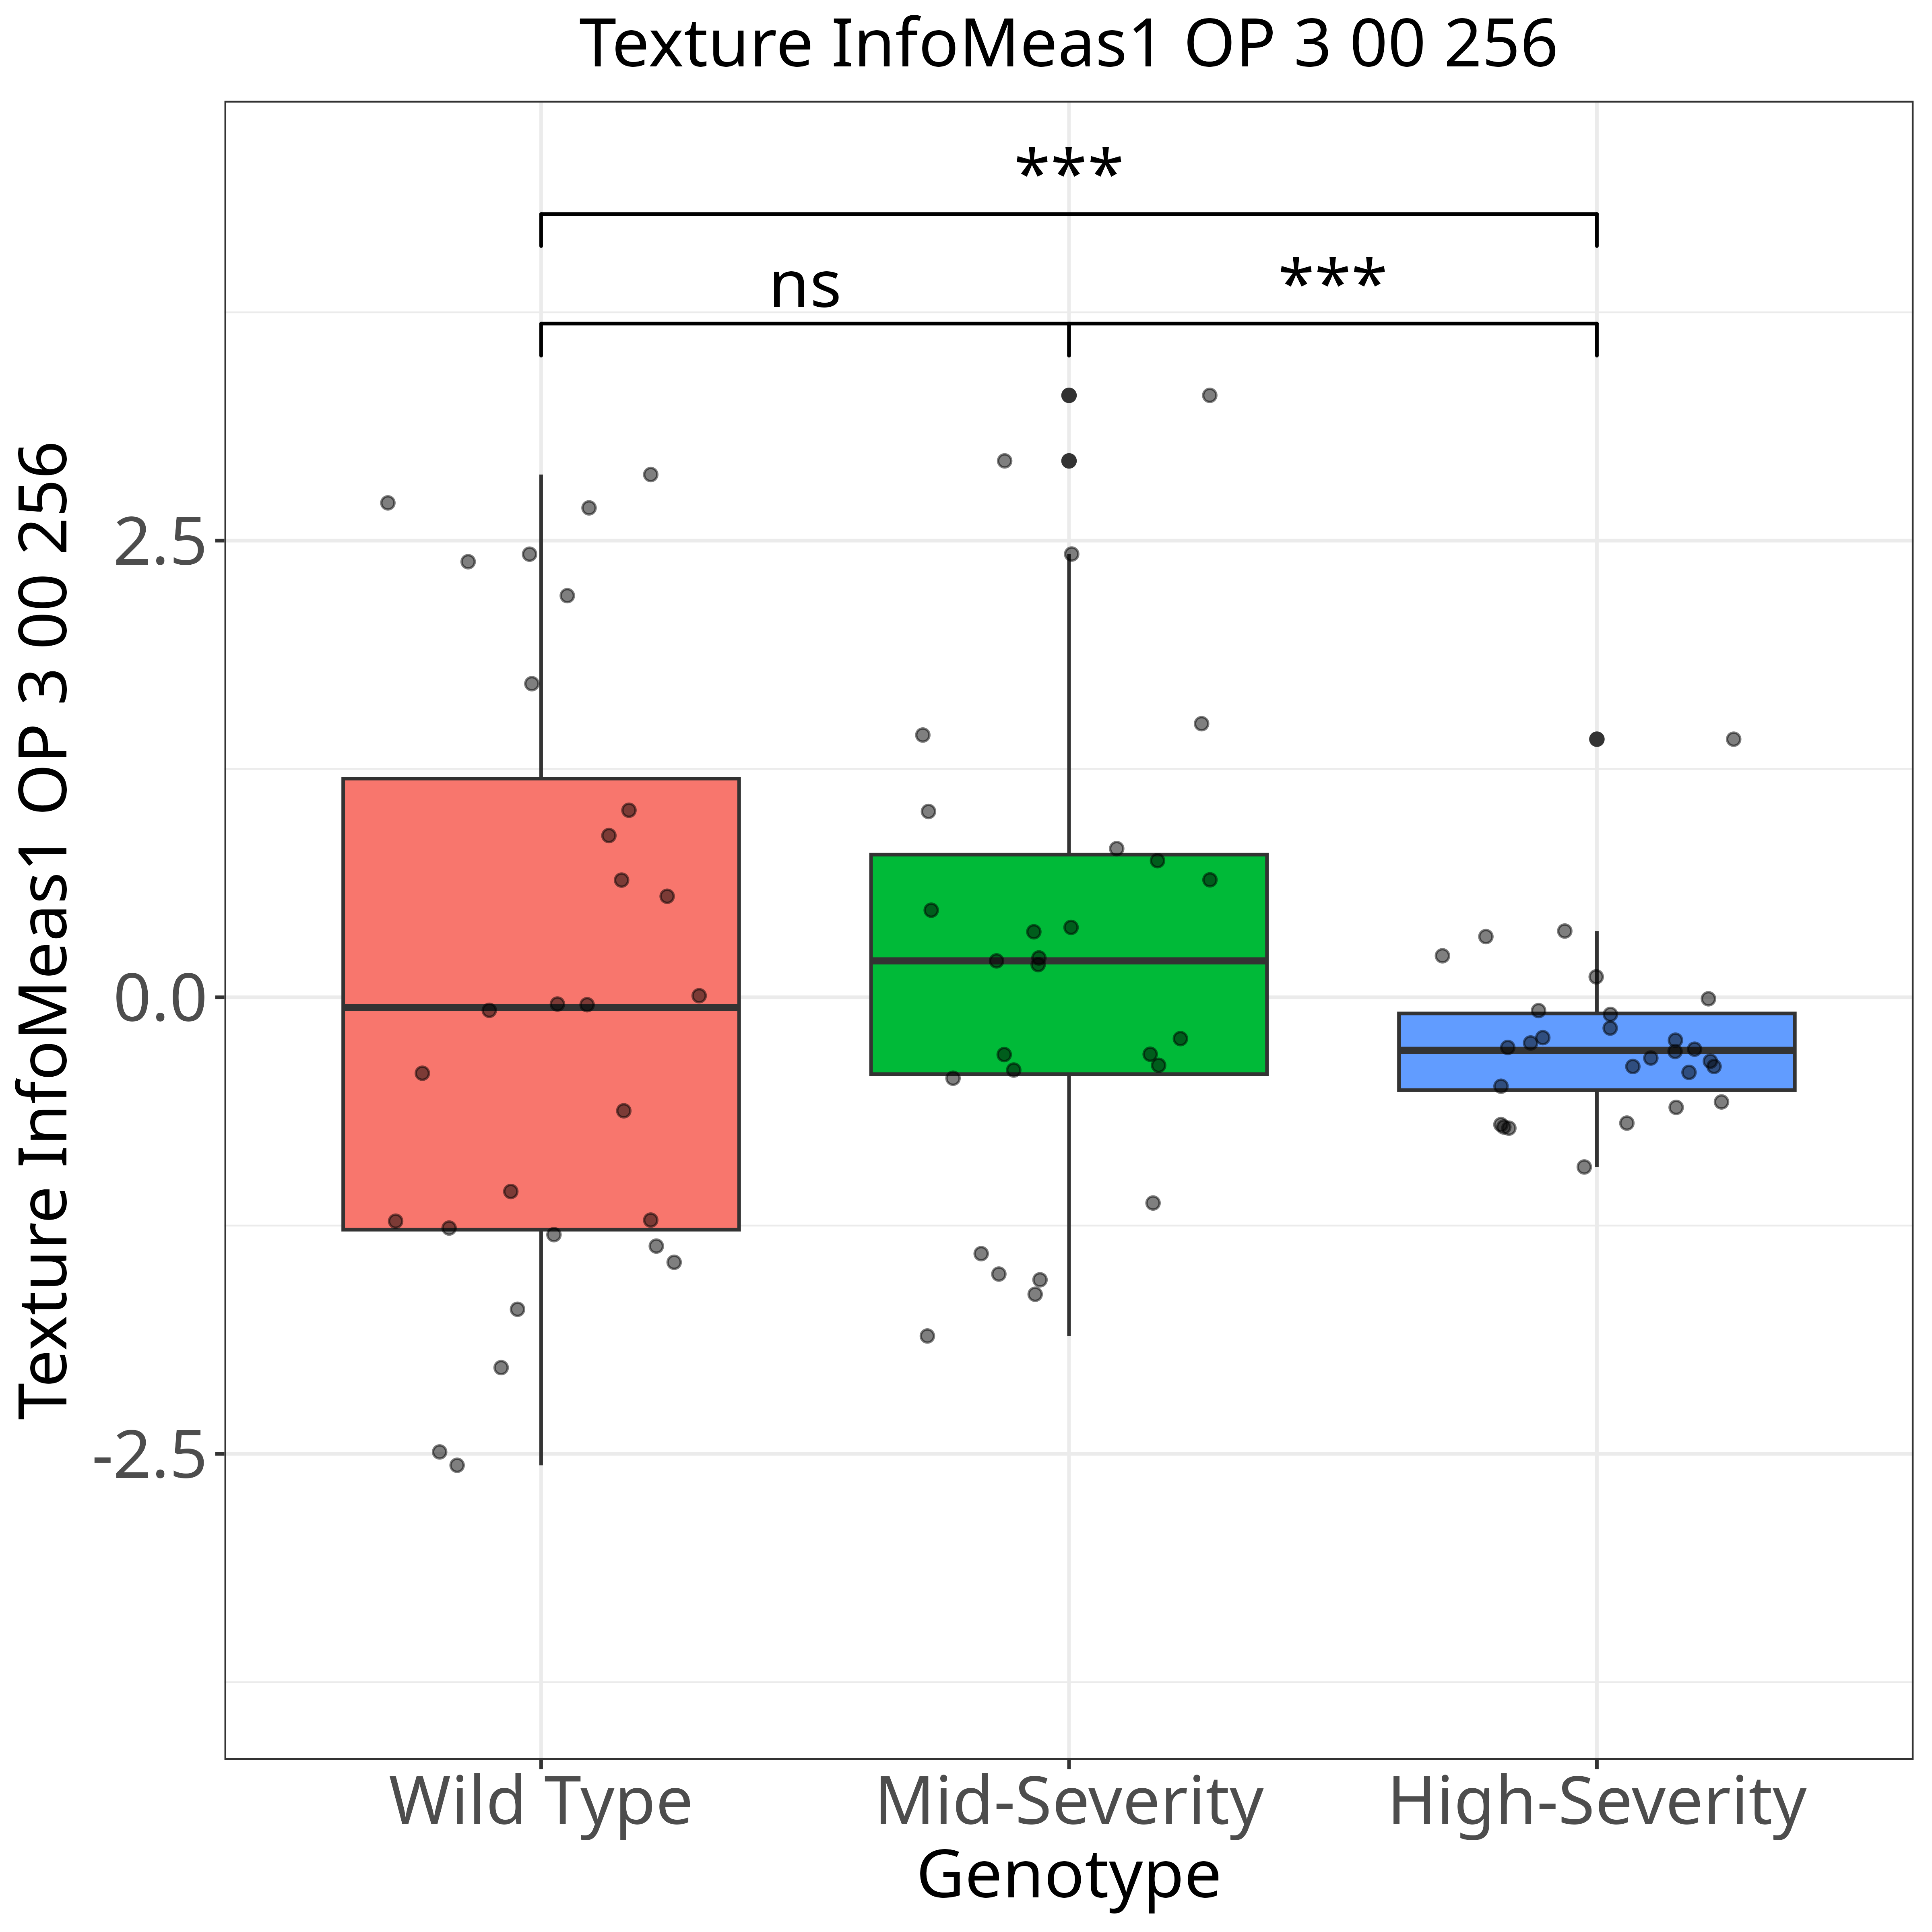 Texture InfoMeas1 OP 3 00 256
***
ns
***
Texture InfoMeas1 OP 3 00 256
2.5
0.0
-2.5
Wild Type
Mid-Severity
High-Severity
Genotype